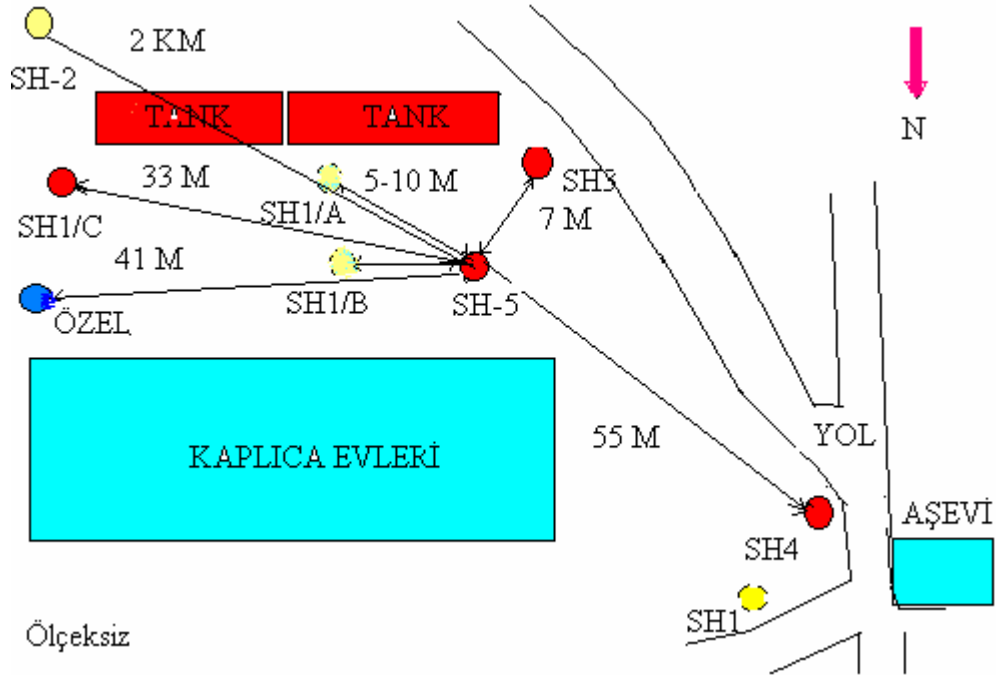 2 KM
SH-2
TANK
TANK
N
33 M
5-10 M
SH3
SH1/A
SH1/C
7 M
41 M
SH1/B
SH-5
ÖZEL
55 M
YOL
KAPLICA EVLERİ
AŞEVİ
SH4
SH1
Ölçeksiz